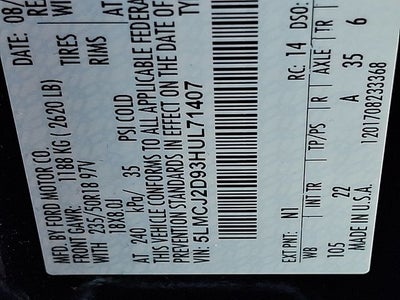 DATE: 08/
MFD. BY FORD MOTOR CO.
FRONT GAWR: RE
1188 KG ( 2620 LB)
WITH TIRES
235/50R18 97V
WITH RIMS
18X8.0J
AT 240 kPa/ 35 PSI COLD AT
THIS VEHICLE CONFORMS TO ALL APPLICABLE FEDERAL
PREVENTION STANDARDS IN EFFECT ON THE DATE OF
VIN: 5LMCJ2D93HUL71407
EXT PNT: N1 RC: 14 DSO:
WB INT TR TP/PS R AXLE TR
105 22 A 35 6
MADE IN U.S.A. 1201708233368